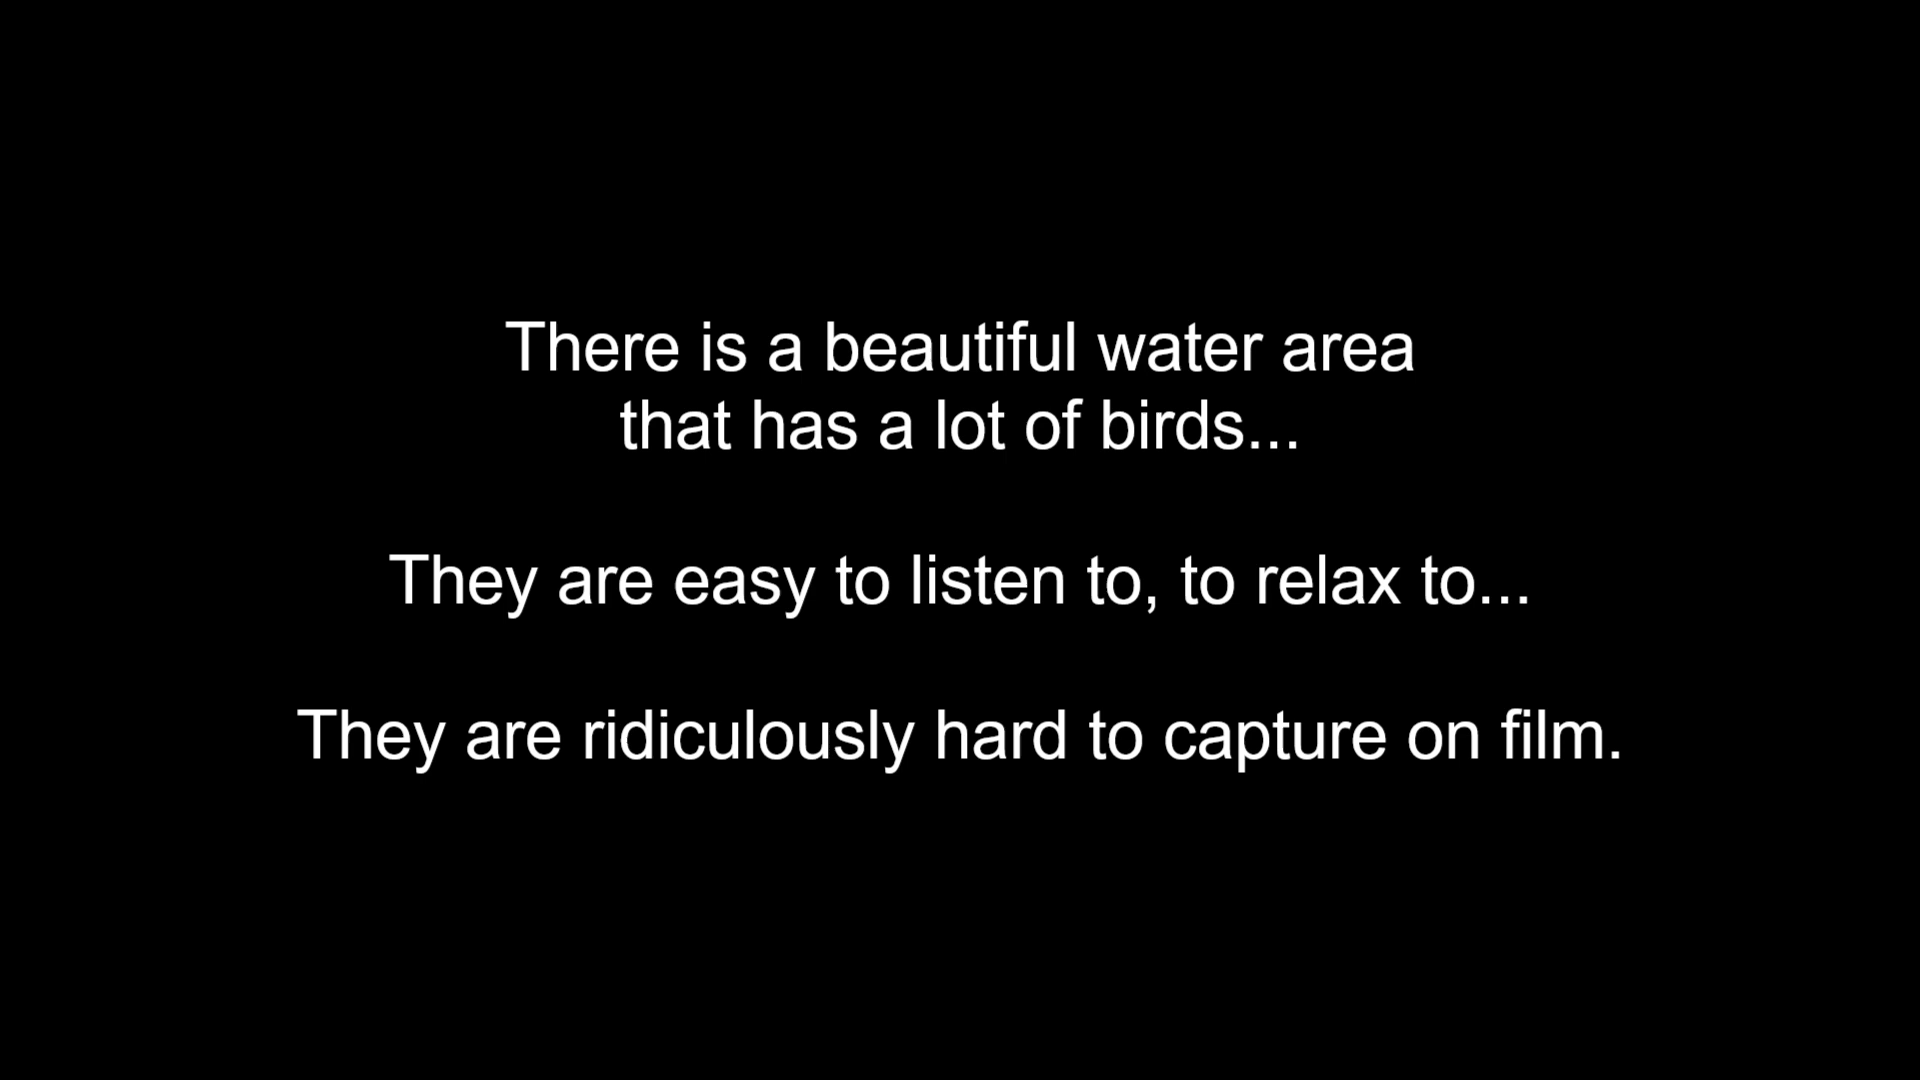 There is a beautiful water area
that has a lot of birds...
They are easy to listen to, to relax to...
They are ridiculously hard to capture on film.